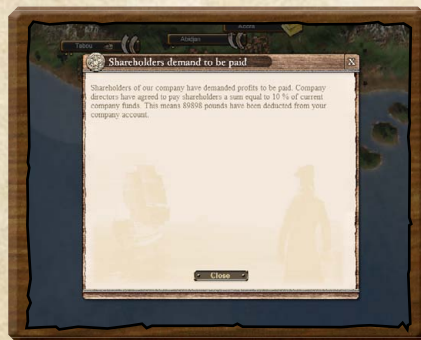 Accra
Tabou
Abidjan
Shareholders demand to be paid
X
Shareholders of our company have demanded profits to be paid. Company
directors have agreed to pay shareholders a sum equal to 10 % of current
company funds. This means 89898 pounds have been deducted from your
company account.
Close